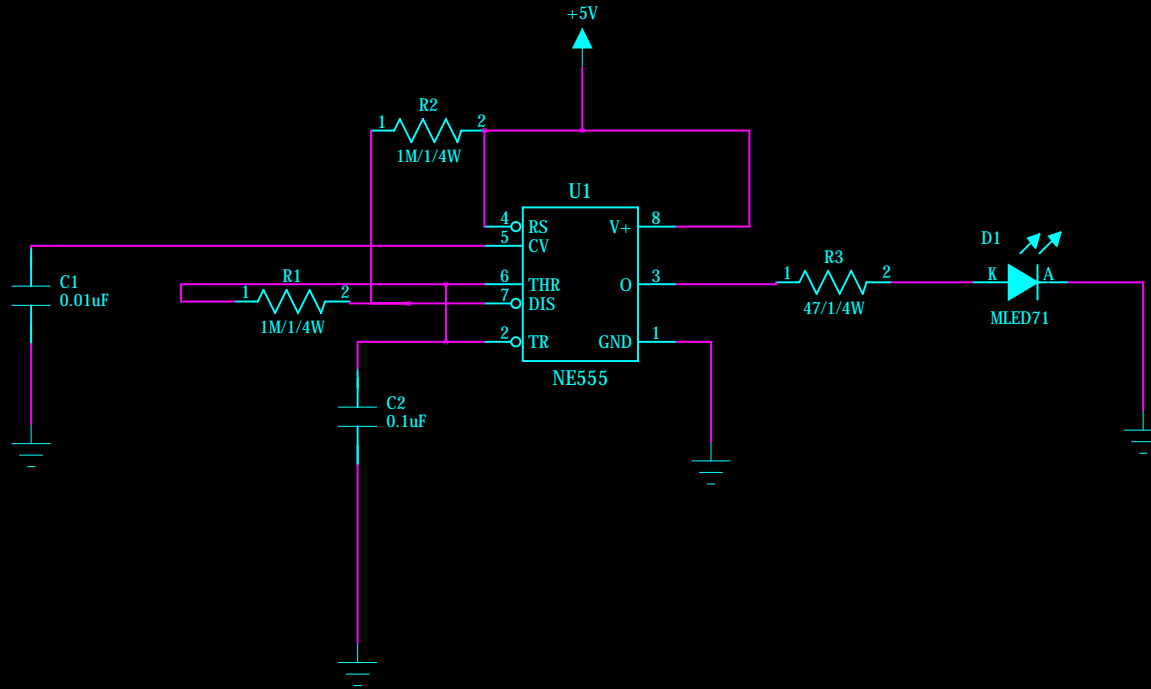 +5V
R2
1 2
1M/1/4W
U1
4 RS V+ 8
5 CV
C1
0.01uF
R1
1 2
1M/1/4W
6 THR O 3
7 DIS
2 TR GND 1
NE555
R3
1 2
47/1/4W
D1
K A
MLED71
C2
0.1uF